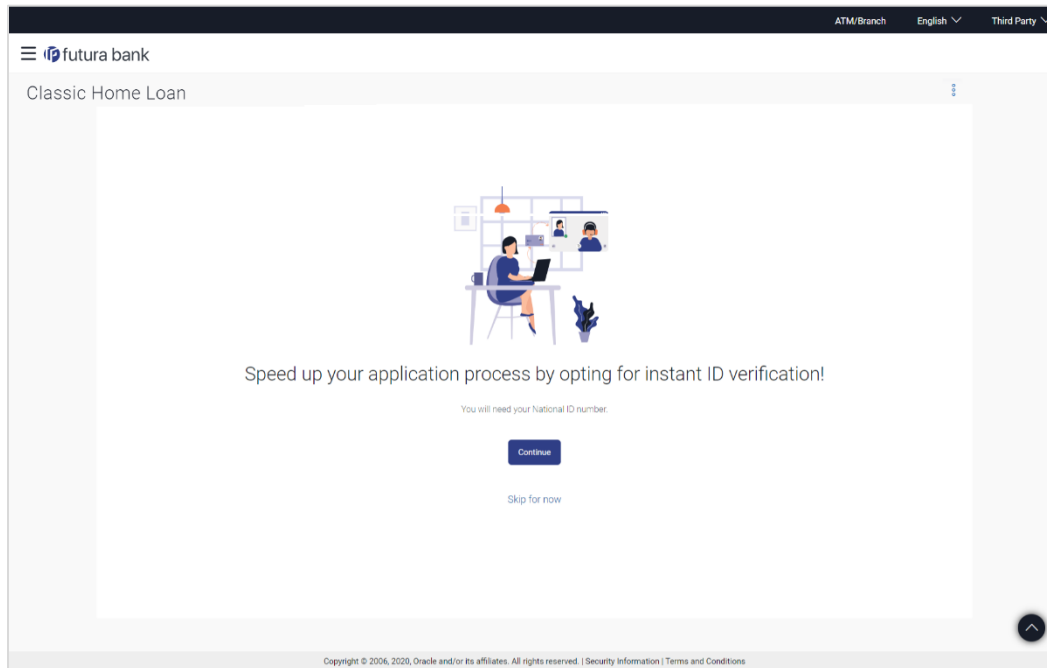 ATM/Branch English Third Party
futura bank
Classic Home Loan
Speed up your application process by opting for instant ID verification!
You will need your National ID number.
Continue
Skip for now
Copyright © 2006, 2020, Oracle and/or its affiliates. All rights reserved. | Security Information | Terms and Conditions